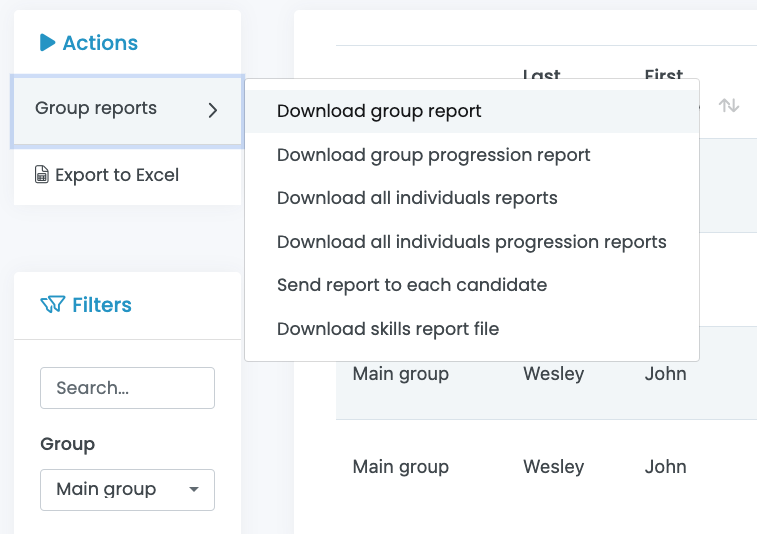 Actions
Group reports
Export to Excel
Last
First
Download group report
Download group progression report
Download all individuals reports
Download all individuals progression reports
Send report to each candidate
Download skills report file
Filters
Search...
Group
Main group
Main group Wesley John
Main group Wesley John